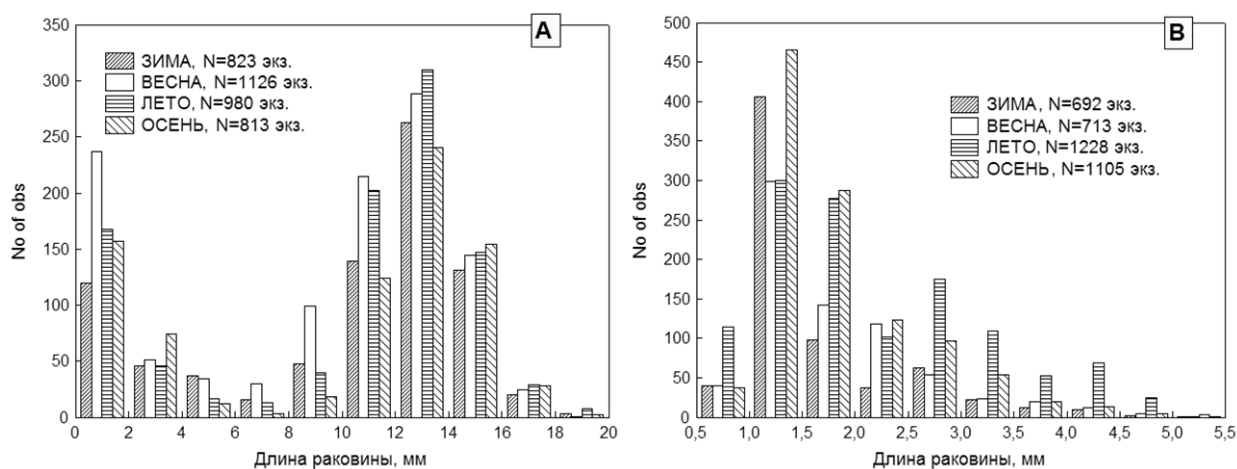 A
ЗИМА, N=823 экз.
ВЕСНА, N=1126 экз.
ЛЕТО, N=980 экз.
ОСЕНЬ, N=813 экз.
No of obs
350
300
250
200
150
100
50
0
0 2 4 6 8 10 12 14 16 18 20
Длина раковины, мм
B
ЗИМА, N=692 экз.
ВЕСНА, N=713 экз.
ЛЕТО, N=1228 экз.
ОСЕНЬ, N=1105 экз.
No of obs
500
450
400
350
300
250
200
150
100
50
0
0,5 1,0 1,5 2,0 2,5 3,0 3,5 4,0 4,5 5,0 5,5
Длина раковины, мм